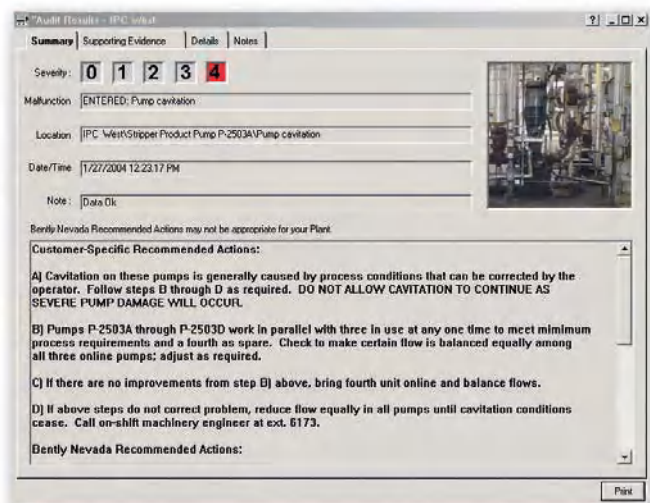 "Audit Results - IPC West
Summary Supporting Evidence Details Notes
Severity: 0 1 2 3 4
Malfunction ENTERED: Pump cavitation
Location IPC West\Stripper Product Pump P-2503A\Pump cavitation
Date/Time 1/27/2004 12:23:17 PM
Note: Data Ok
Bently Nevada Recommended Actions may not be appropriate for your Plant.
Customer-Specific Recommended Actions:
A) Cavitation on these pumps is generally caused by process conditions that can be corrected by the
operator. Follow steps B through D as required. DO NOT ALLOW CAVITATION TO CONTINUE AS
SEVERE PUMP DAMAGE WILL OCCUR.
B) Pumps P-2503A through P-2503D work in parallel with three in use at any one time to meet minimum
process requirements and a fourth as spare. Check to make certain flow is balanced equally among
all three online pumps; adjust as required.
C) If there are no improvements from step B) above, bring fourth unit online and balance flows.
D) If above steps do not correct problem, reduce flow equally in all pumps until cavitation conditions
cease. Call on-shift machinery engineer at ext. 6173.
Bently Nevada Recommended Actions:
Print